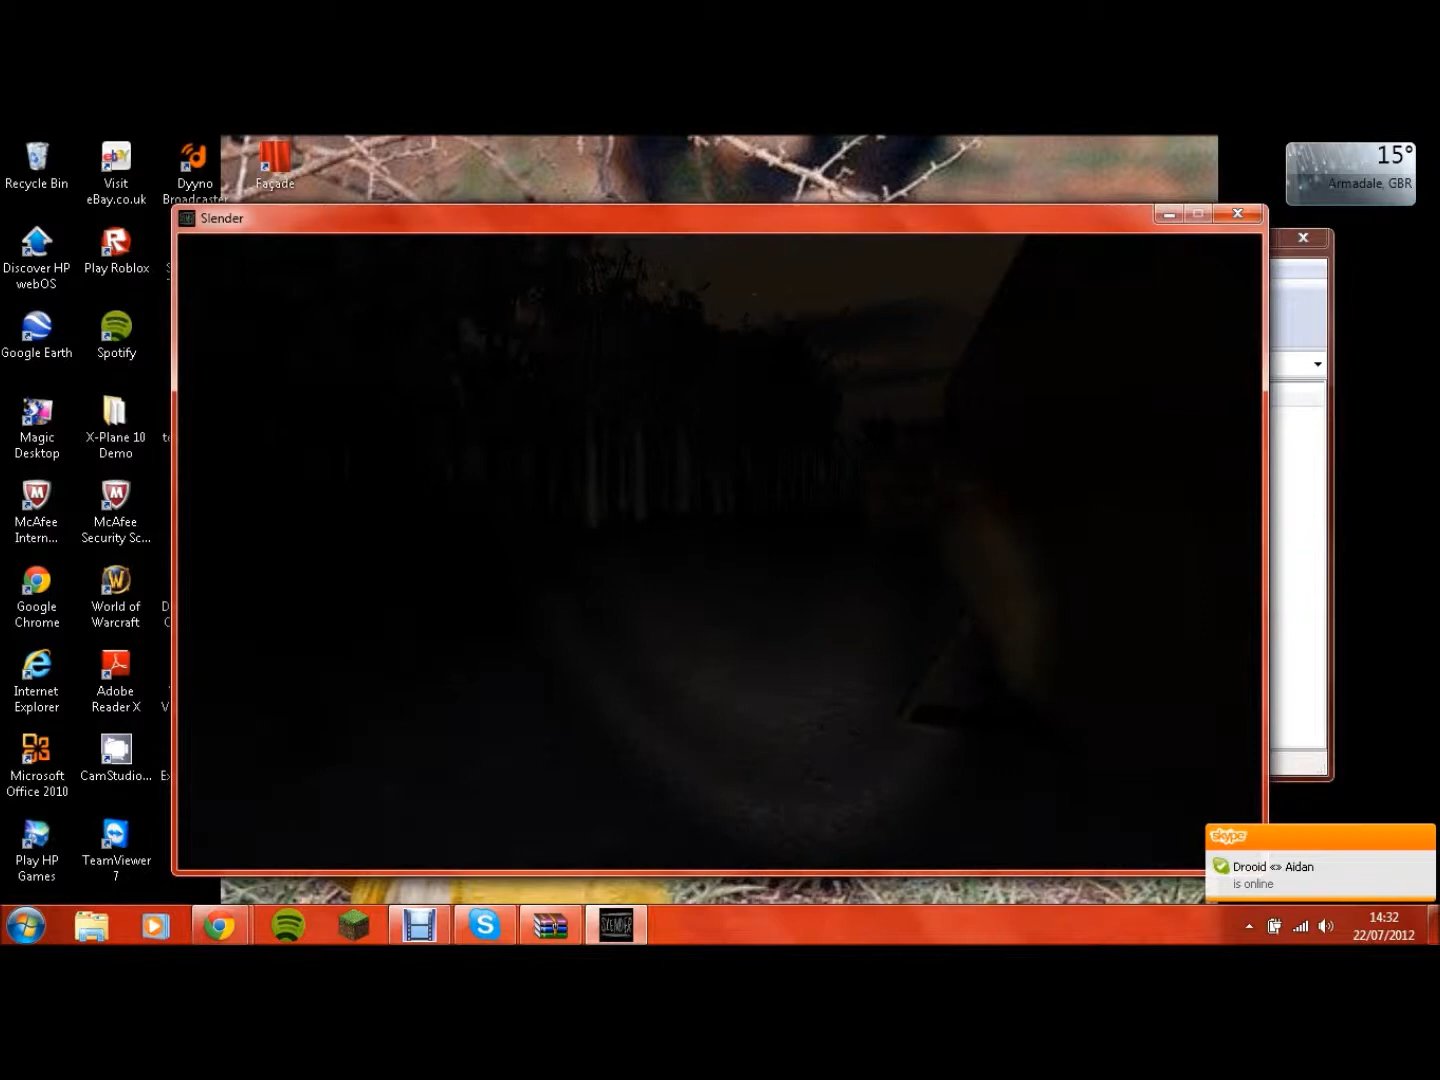 15°
Armadale, GBR
Recycle Bin
Visit
eBay.co.uk
Dyyno
Broadcaster
Façade
Slender
Discover HP
webOS
Play Roblox
Google Earth
Spotify
Magic
Desktop
X-Plane 10
Demo
McAfee
Intern...
McAfee
Security Sc...
Google
Chrome
World of
Warcraft
Internet
Explorer
Adobe
Reader X
Microsoft
Office 2010
CamStudio...
Play HP
Games
TeamViewer
7
skype
Drooid <> Aidan
is online
SLENDER
14:32
22/07/2012